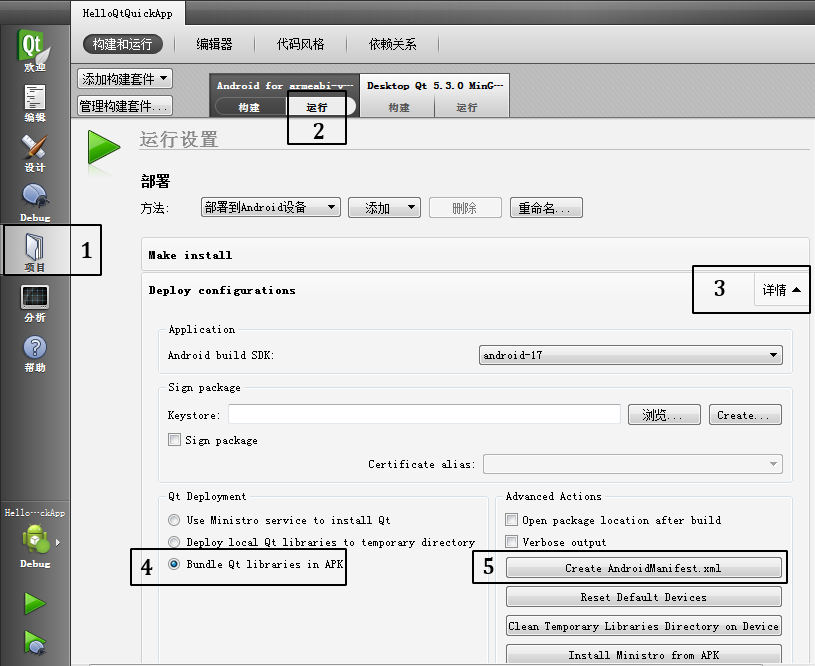 HelloQtQuickApp
欢迎
编辑
设计
Debug
项目
1
分析
帮助
Hello···ckApp
Debug
构建和运行
编辑器
代码风格
依赖关系
添加构建套件
管理构建套件...
Android for armeabi-v···
构建
运行
2
Desktop Qt 5.3.0 MinG···
构建
运行
运行设置
部署
方法:
部署到Android设备
添加
删除
重命名...
Make install
Deploy configurations
3
详情
Application
Android build SDK:
android-17
Sign package
Keystore:
浏览...
Create...
Sign package
Certificate alias:
Qt Deployment
Use Ministro service to install Qt
Deploy local Qt libraries to temporary directory
4
Bundle Qt libraries in APK
Advanced Actions
Open package location after build
Verbose output
5
Create AndroidManifest.xml
Reset Default Devices
Clean Temporary Libraries Directory on Device
Install Ministro from APK